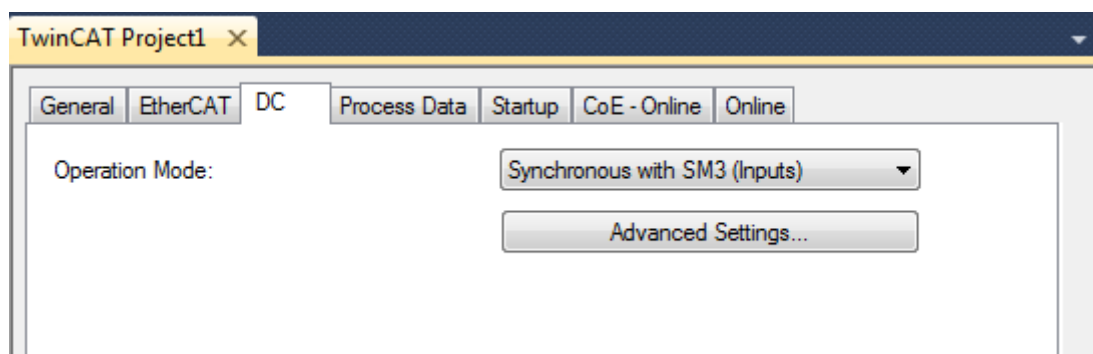 TwinCAT Project1
General EtherCAT DC Process Data Startup CoE - Online Online
Operation Mode: Synchronous with SM3 (Inputs)
Advanced Settings...